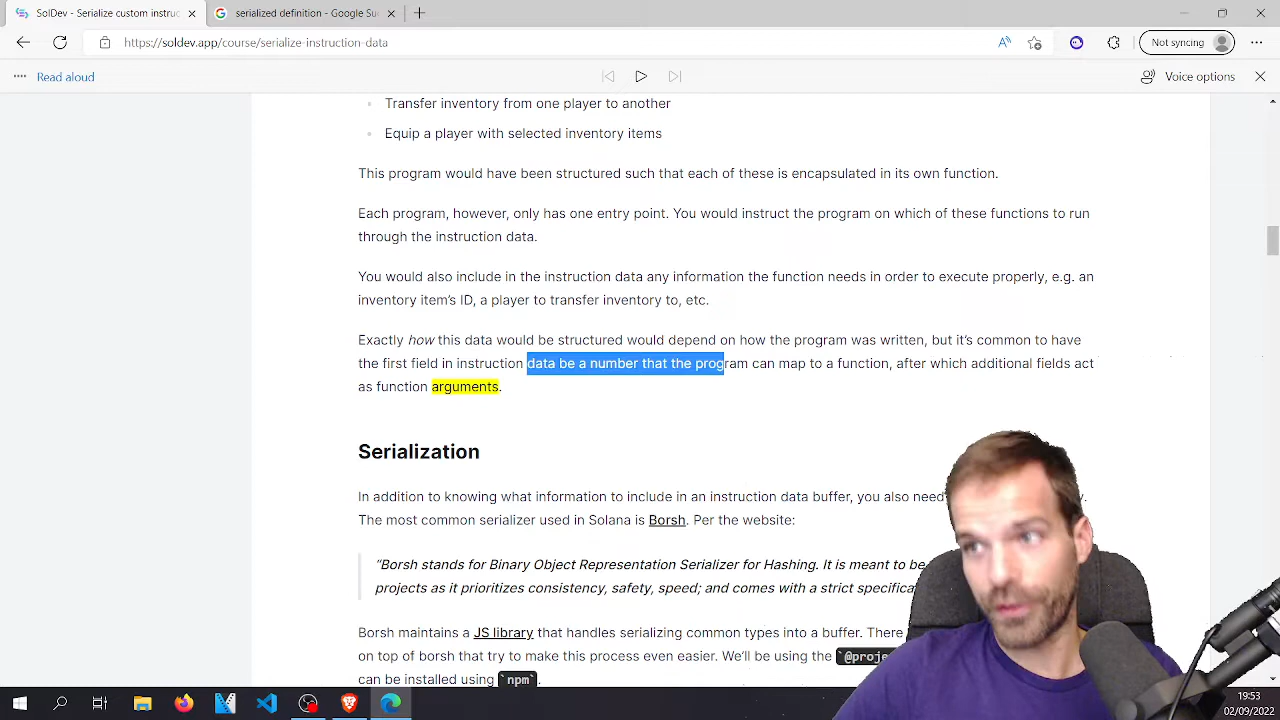 SolDev - Serialize custom instruc
serialized definition - Google Se
https://soldev.app/course/serialize-instruction-data
Not syncing
Read aloud
Voice options
Transfer inventory from one player to another
Equip a player with selected inventory items
This program would have been structured such that each of these is encapsulated in its own function.
Each program, however, only has one entry point. You would instruct the program on which of these functions to run
through the instruction data.
You would also include in the instruction data any information the function needs in order to execute properly, e.g. an
inventory item's ID, a player to transfer inventory to, etc.
Exactly how this data would be structured would depend on how the program was written, but it's common to have
the first field in instruction data be a number that the program can map to a function, after which additional fields act
as function arguments.
Serialization
In addition to knowing what information to include in an instruction data buffer, you also need
The most common serializer used in Solana is Borsh. Per the website:
"Borsh stands for Binary Object Representation Serializer for Hashing. It is meant to be
projects as it prioritizes consistency, safety, speed; and comes with a strict specifica
Borsh maintains a JS library that handles serializing common types into a buffer. There
on top of borsh that try to make this process even easier. We'll be using the `@proje
can be installed using `npm`.
19:53
02/09/2022